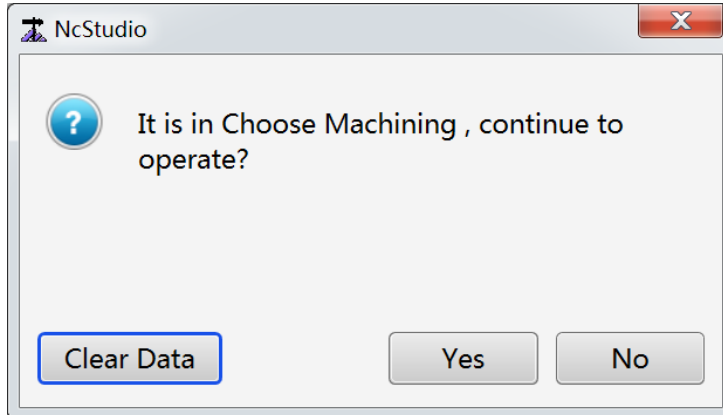 NcStudio
It is in Choose Machining , continue to
operate?
Clear Data
Yes
No